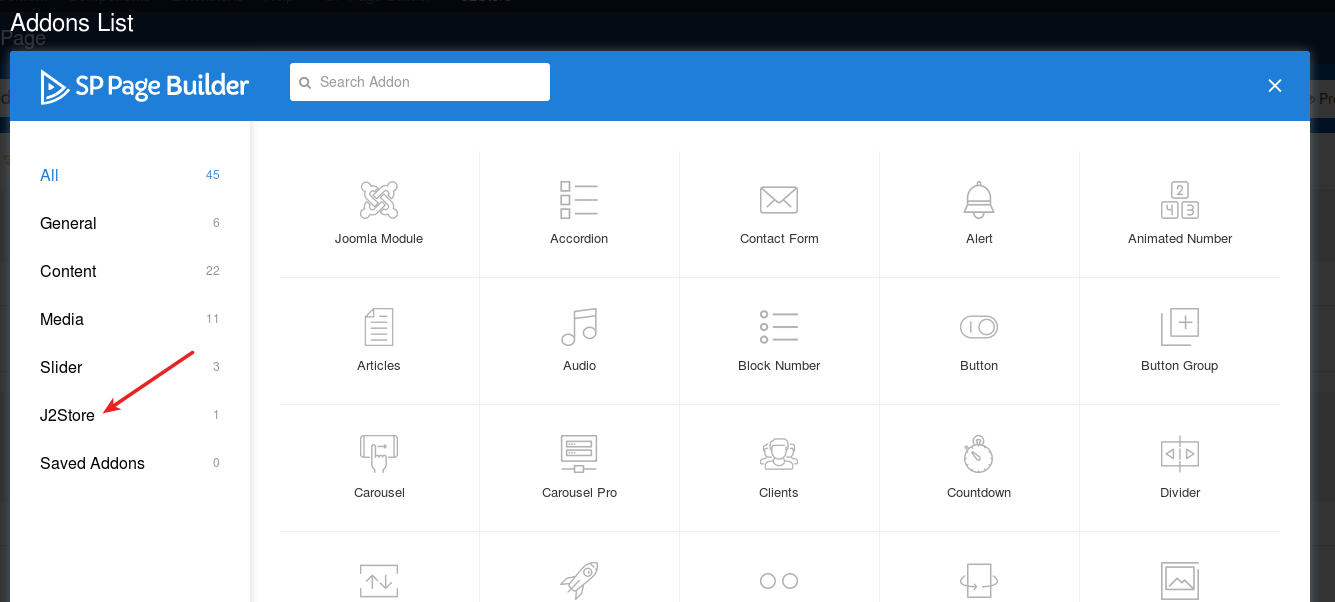 Addons List
Page
SP Page Builder
Search Addon
All 45
General 6
Content 22
Media 11
Slider 3
J2Store 1
Saved Addons 0
Joomla Module
Accordion
Contact Form
Alert
2
4 3
Animated Number
Articles
Audio
Block Number
Button
Button Group
Carousel
Carousel Pro
Clients
Countdown
Divider